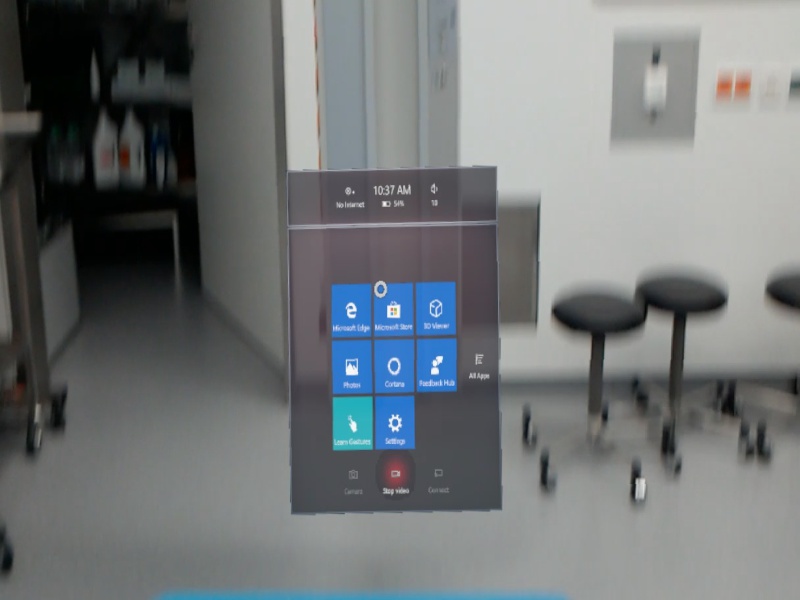 10:37 AM
No Internet 54% 18
Microsoft Edge Microsoft Store 3D Viewer
Photos Cortana Feedback Hub
All Apps
Learn Gestures Settings
Camera Stop video Connect